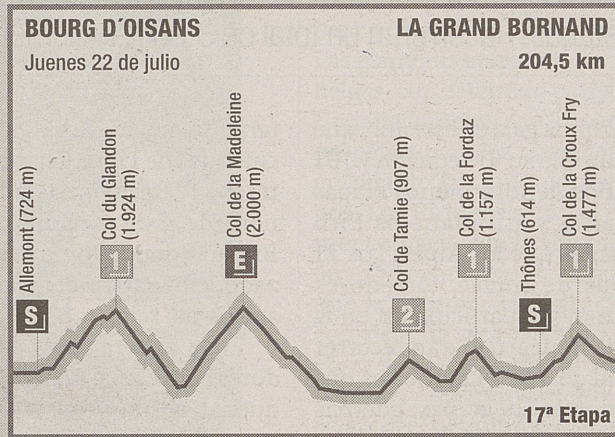 BOURG D´OISANS
LA GRAND BORNAND
Juenes 22 de julio
204,5 km
Allemont (724 m)
S
Col du Glandon
(1.924 m)
1
Col de la Madeleine
(2.000 m)
E
Col de Tamie (907 m)
2
Col de la Fordaz
(1.157 m)
1
Thônes (614 m)
S
Col de la Croux Fry
(1.477 m)
1
17ª Etapa